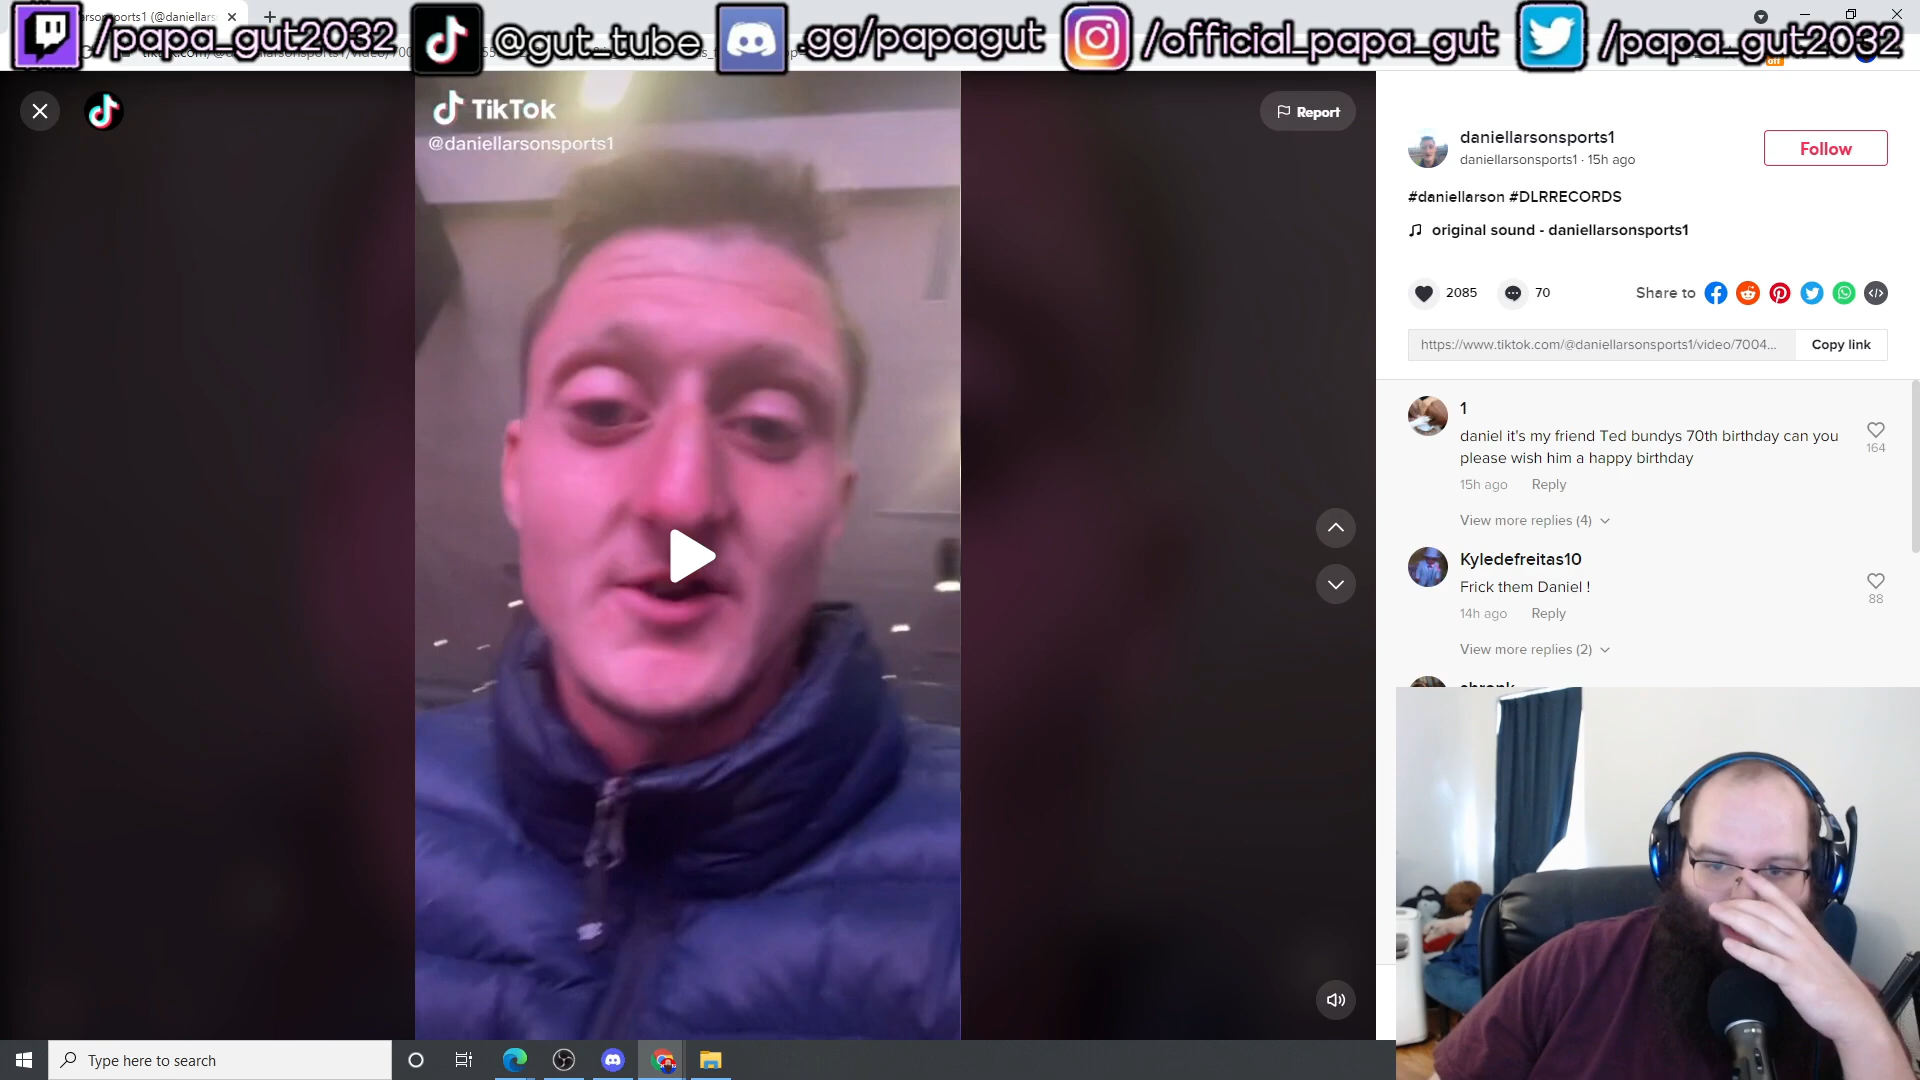 /papa_gut2032
@gut_tube
gg/papagut
/official_papa_gut
/papa_gut2032
TikTok
@daniellarsonsports1
Report
daniellarsonsports1
daniellarsonsports1 · 15h ago
Follow
#daniellarson #DLRRECORDS
original sound - daniellarsonsports1
2085
70
Share to
https://www.tiktok.com/@daniellarsonsports1/video/7004...
Copy link
1
daniel it's my friend Ted bundys 70th birthday can you
please wish him a happy birthday
164
15h ago Reply
View more replies (4)
Kyledefreitas10
Frick them Daniel !
88
14h ago Reply
View more replies (2)
Type here to search